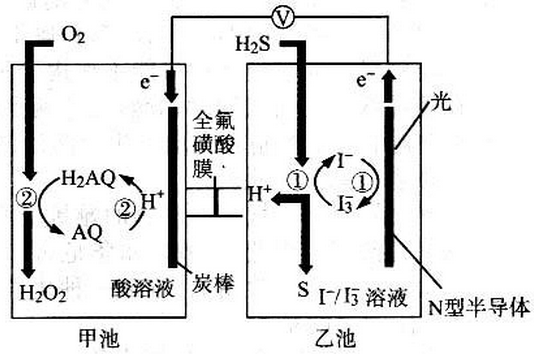 V
O₂
H₂S
e⁻
e⁻
光
全氟
磺酸
膜
H₂AQ
②
②
H⁺
AQ
H₂O₂
酸溶液
炭棒
H⁺
①
I⁻
①
I₃⁻
S
I⁻/I₃⁻ 溶液
N型半导体
甲池
乙池